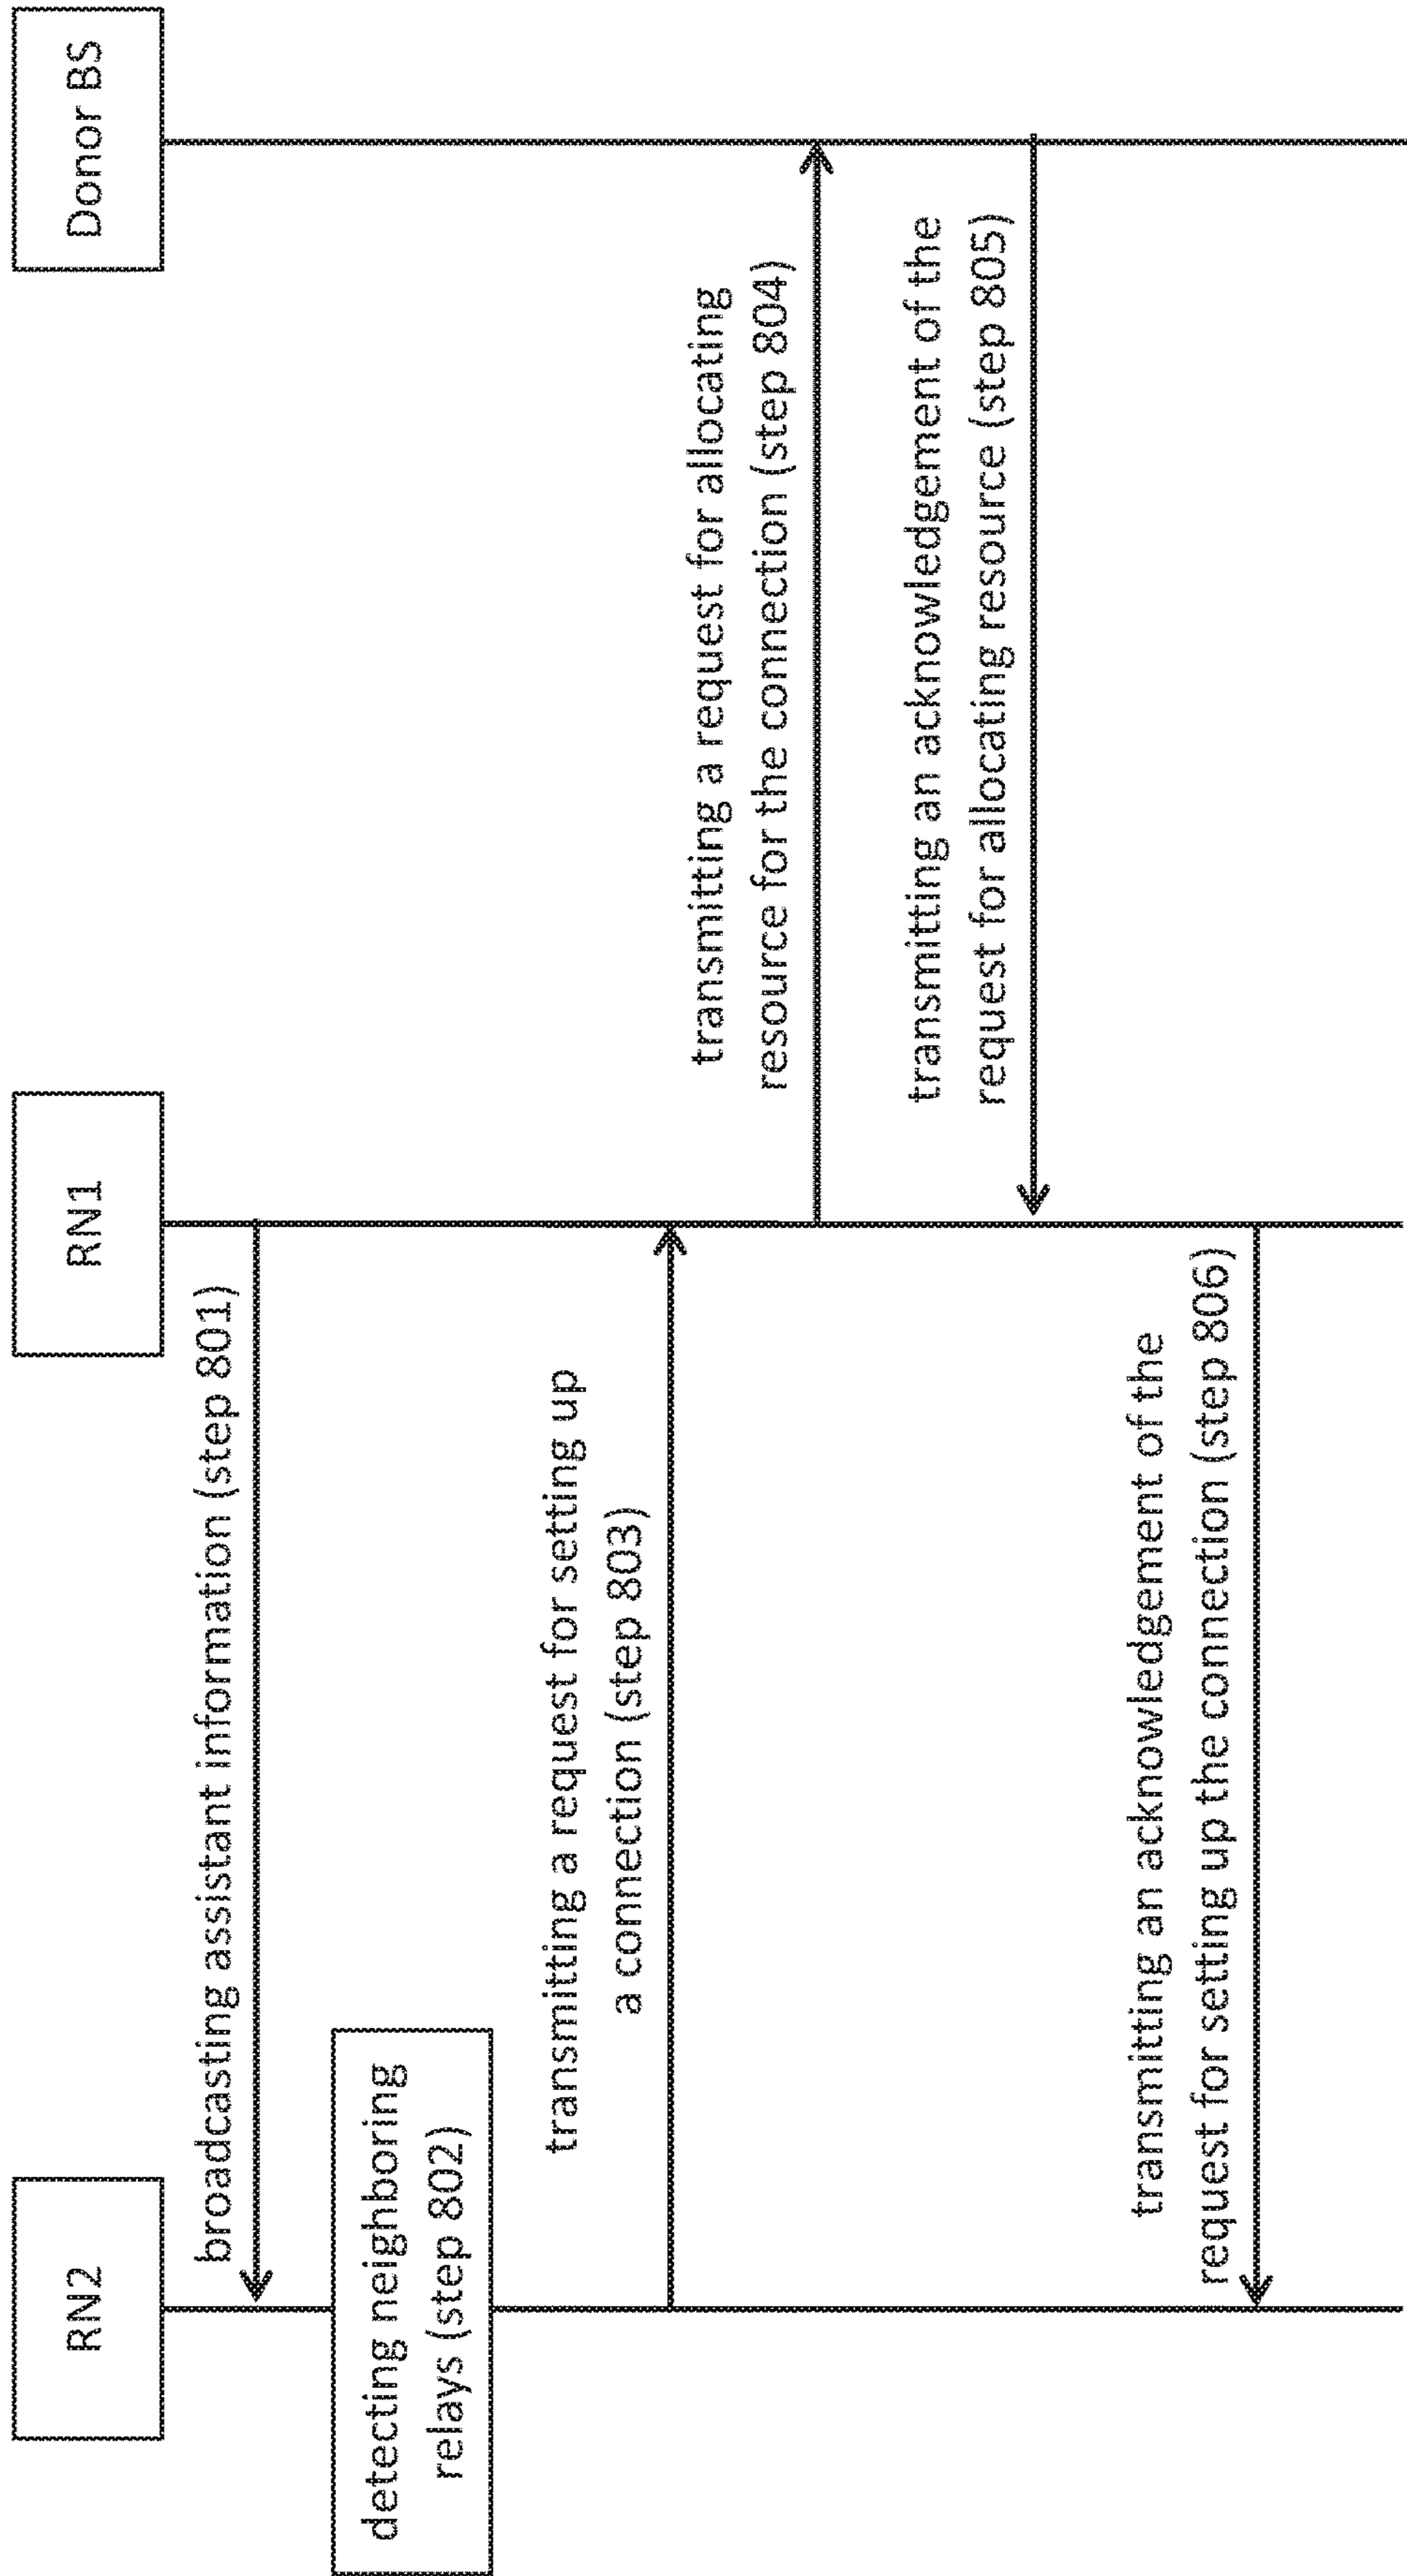 RN2
RN1
Donor BS
broadcasting assistant information (step 801)
detecting neighboring
relays (step 802)
transmitting a request for setting up
a connection (step 803)
transmitting a request for allocating
resource for the connection (step 804)
transmitting an acknowledgement of the
request for allocating resource (step 805)
transmitting an acknowledgement of the
request for setting up the connection (step 806)